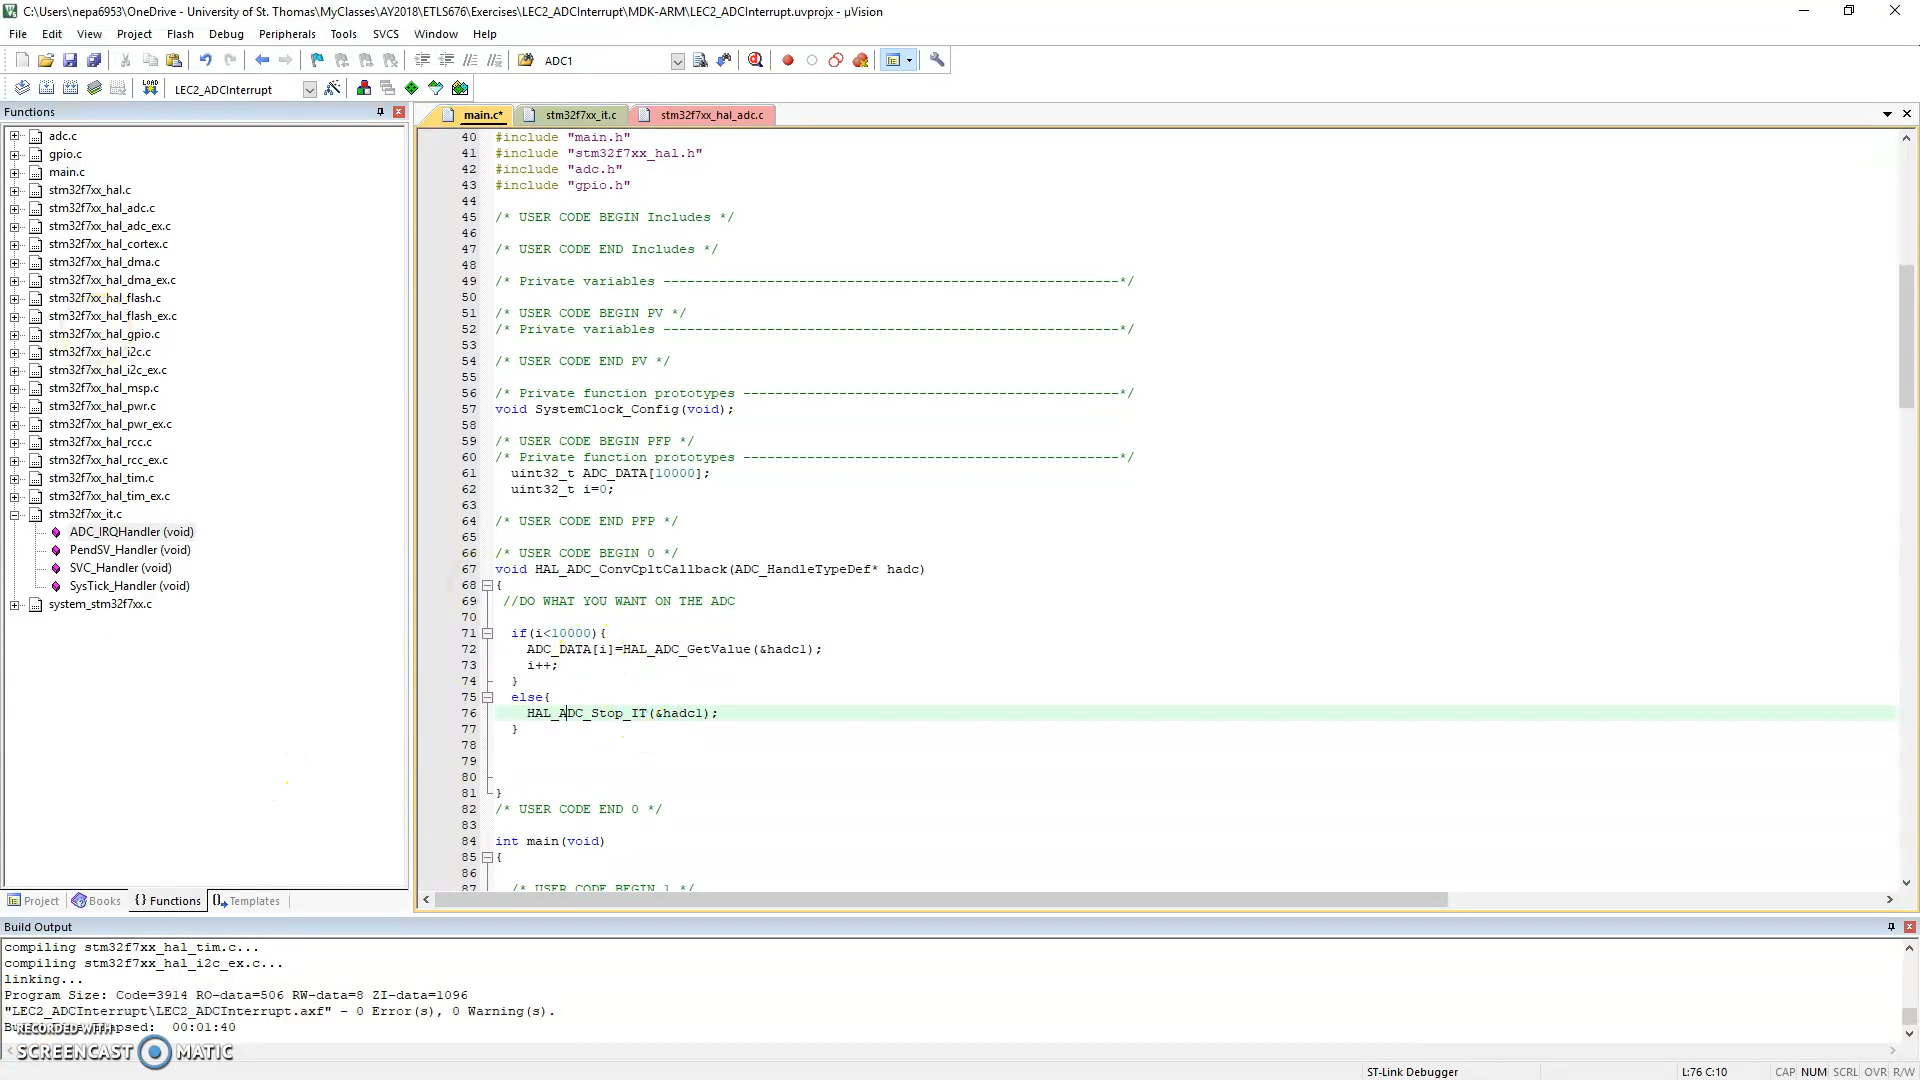 C:\Users\nepa6953\OneDrive - University of St. Thomas\MyClasses\AY2018\ETLS676\Exercises\LEC2_ADCInterrupt\MDK-ARM\LEC2_ADCInterrupt.uvprojx - µVision
File Edit View Project Flash Debug Peripherals Tools SVCS Window Help
ADC1
LOAD LEC2_ADCInterrupt
Functions
adc.c
gpio.c
main.c
stm32f7xx_hal.c
stm32f7xx_hal_adc.c
stm32f7xx_hal_adc_ex.c
stm32f7xx_hal_cortex.c
stm32f7xx_hal_dma.c
stm32f7xx_hal_dma_ex.c
stm32f7xx_hal_flash.c
stm32f7xx_hal_flash_ex.c
stm32f7xx_hal_gpio.c
stm32f7xx_hal_i2c.c
stm32f7xx_hal_i2c_ex.c
stm32f7xx_hal_msp.c
stm32f7xx_hal_pwr.c
stm32f7xx_hal_pwr_ex.c
stm32f7xx_hal_rcc.c
stm32f7xx_hal_rcc_ex.c
stm32f7xx_hal_tim.c
stm32f7xx_hal_tim_ex.c
stm32f7xx_it.c
ADC_IRQHandler (void)
PendSV_Handler (void)
SVC_Handler (void)
SysTick_Handler (void)
system_stm32f7xx.c
Project Books {} Functions Templates
main.c* stm32f7xx_it.c stm32f7xx_hal_adc.c
40 #include "main.h"
41 #include "stm32f7xx_hal.h"
42 #include "adc.h"
43 #include "gpio.h"
44
45 /* USER CODE BEGIN Includes */
46
47 /* USER CODE END Includes */
48
49 /* Private variables ---------------------------------------------------------*/
50
51 /* USER CODE BEGIN PV */
52 /* Private variables ---------------------------------------------------------*/
53
54 /* USER CODE END PV */
55
56 /* Private function prototypes -----------------------------------------------*/
57 void SystemClock_Config(void);
58
59 /* USER CODE BEGIN PFP */
60 /* Private function prototypes -----------------------------------------------*/
61 uint32_t ADC_DATA[10000];
62 uint32_t i=0;
63
64 /* USER CODE END PFP */
65
66 /* USER CODE BEGIN 0 */
67 void HAL_ADC_ConvCpltCallback(ADC_HandleTypeDef* hadc)
68 {
69 //DO WHAT YOU WANT ON THE ADC
70
71 if(i<10000){
72 ADC_DATA[i]=HAL_ADC_GetValue(&hadc1);
73 i++;
74 }
75 else{
76 HAL_ADC_Stop_IT(&hadc1);
77 }
78
79
80
81 }
82 /* USER CODE END 0 */
83
84 int main(void)
85 {
86
87 /* USER CODE BEGIN 1 */
Build Output
compiling stm32f7xx_hal_tim.c...
compiling stm32f7xx_hal_i2c_ex.c...
linking...
Program Size: Code=3914 RO-data=506 RW-data=8 ZI-data=1096
"LEC2_ADCInterrupt\LEC2_ADCInterrupt.axf" - 0 Error(s), 0 Warning(s).
psed: 00:01:40
RECORDED WITH
SCREENCAST MATIC
ST-Link Debugger L:76 C:10 CAP NUM SCRL OVR R/W